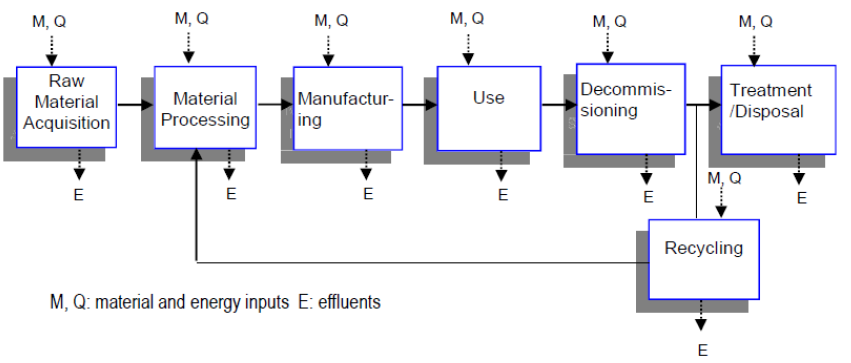 M, Q
M, Q
M, Q
M, Q
M, Q
M, Q
Raw
Material
Acquisition
Material
Processing
Manufactur-
ing
Use
Decommis-
sioning
Treatment
/Disposal
E
E
E
E
E
E
M, Q
Recycling
E
M, Q: material and energy inputs E: effluents